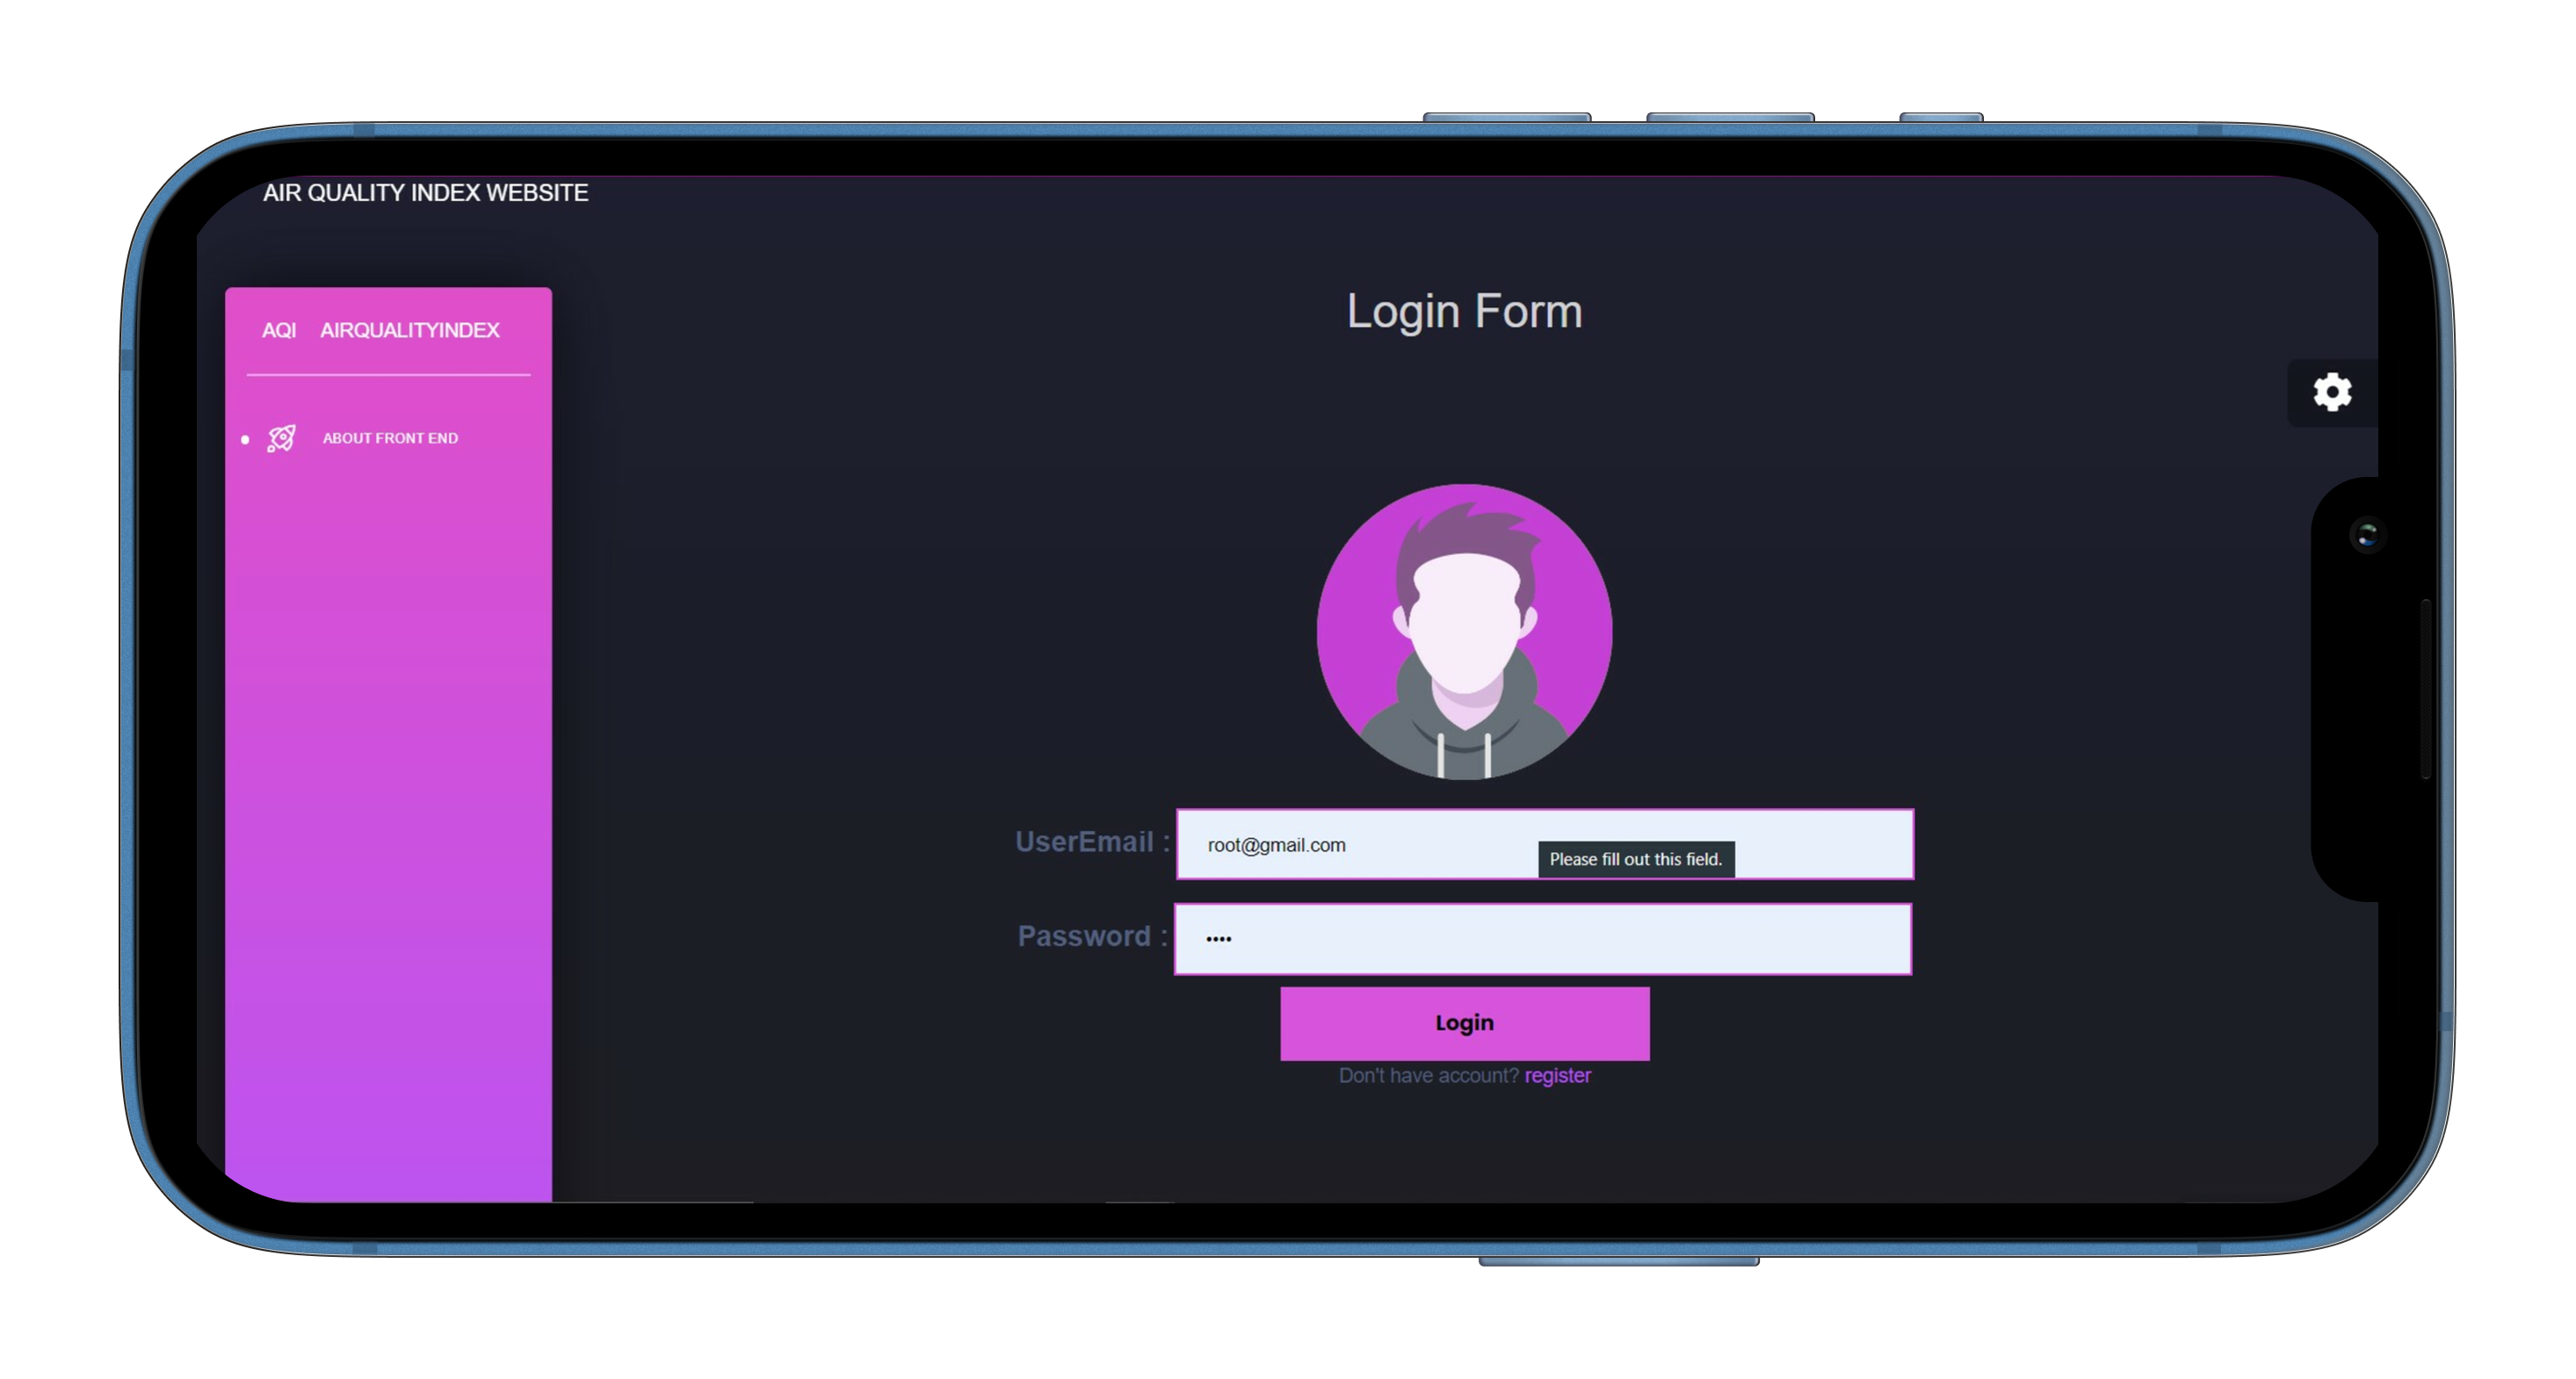 AIR QUALITY INDEX WEBSITE
AQI AIRQUALITYINDEX
ABOUT FRONT END
Login Form
UserEmail :
root@gmail.com
Please fill out this field.
Password :
••••
Login
Don't have account? register